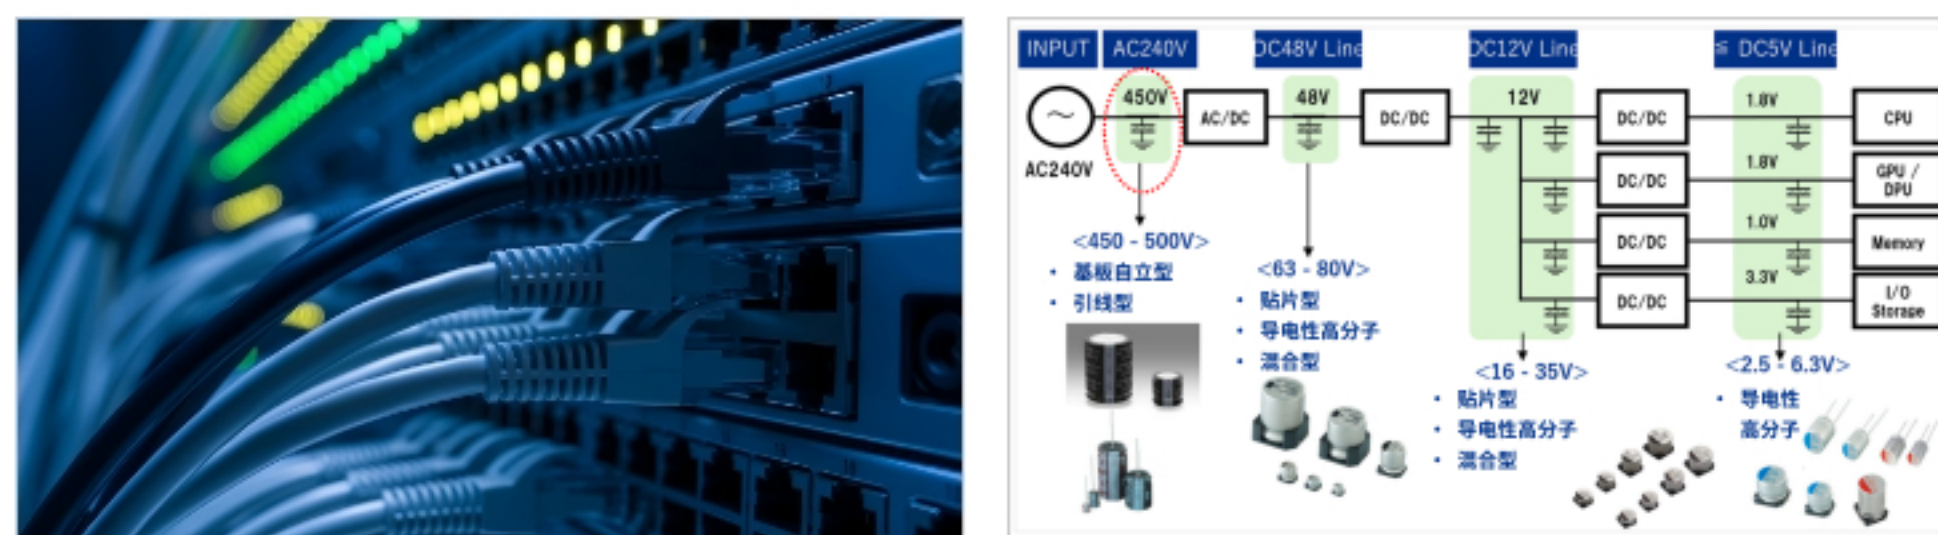 INPUT
AC240V
DC48V Line
DC12V Line
≦ DC5V Line
450V
48V
12V
1.8V
AC/DC
DC/DC
DC/DC
CPU
AC240V
1.8V
DC/DC
GPU /
DPU
1.0V
DC/DC
Memory
3.3V
DC/DC
I/O
Storage
<450 - 500V>
• 基板自立型
• 引线型
<63 - 80V>
• 贴片型
• 导电性高分子
• 混合型
<16 - 35V>
• 贴片型
• 导电性高分子
• 混合型
<2.5 - 6.3V>
• 导电性
高分子